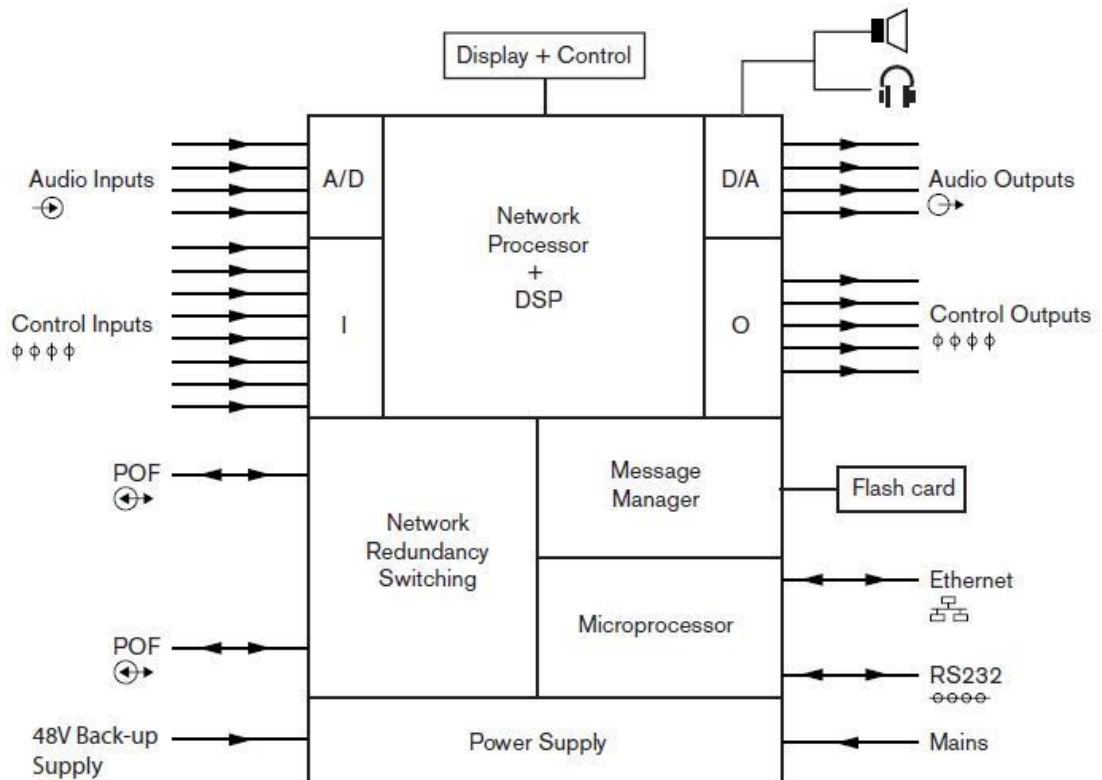 Display + Control
Audio Inputs
A/D
Network
Processor
+
DSP
D/A
Audio Outputs
Control Inputs
I
O
Control Outputs
POF
Network
Redundancy
Switching
Message
Manager
Flash card
Ethernet
Microprocessor
POF
RS232
48V Back-up
Supply
Power Supply
Mains